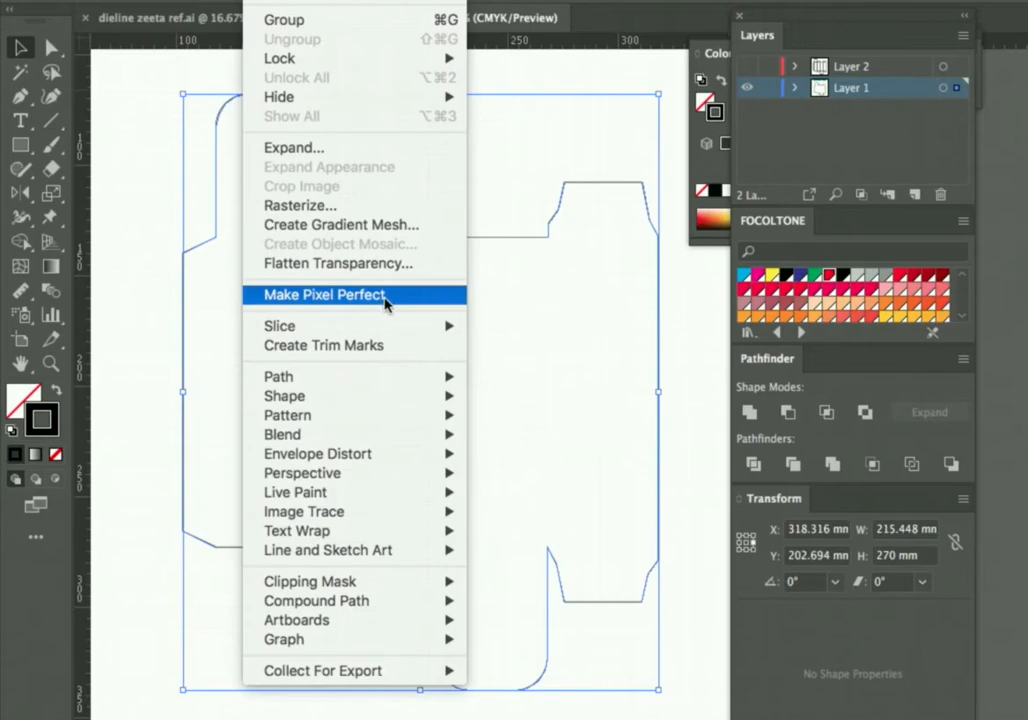 dieline zeeta ref.ai @ 16.67%
(CMYK/Preview)
100
250
300
Group ⌘G
Ungroup ⇧⌘G
Lock
Unlock All ⌥⌘2
Hide
Show All ⌥⌘3
Expand...
Expand Appearance
Crop Image
Rasterize...
Create Gradient Mesh...
Create Object Mosaic...
Flatten Transparency...
Make Pixel Perfect
Slice
Create Trim Marks
Path
Shape
Pattern
Blend
Envelope Distort
Perspective
Live Paint
Image Trace
Text Wrap
Line and Sketch Art
Clipping Mask
Compound Path
Artboards
Graph
Collect For Export
Layers
Layer 2
Layer 1
2 La...
FOCOLTONE
Pathfinder
Shape Modes:
Expand
Pathfinders:
Transform
X: 318.316 mm W: 215.448 mm
Y: 202.694 mm H: 270 mm
0° 0°
No Shape Properties